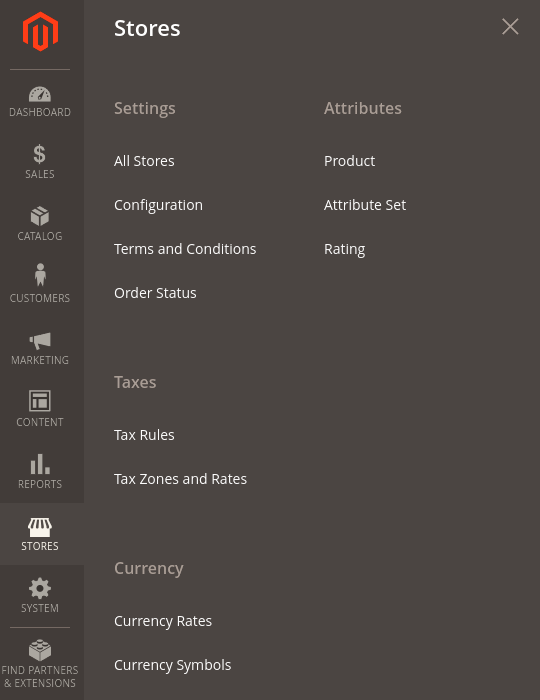 DASHBOARD
SALES
CATALOG
CUSTOMERS
MARKETING
CONTENT
REPORTS
STORES
SYSTEM
FIND PARTNERS
& EXTENSIONS
Stores
Settings
All Stores
Configuration
Terms and Conditions
Order Status
Taxes
Tax Rules
Tax Zones and Rates
Currency
Currency Rates
Currency Symbols
Attributes
Product
Attribute Set
Rating